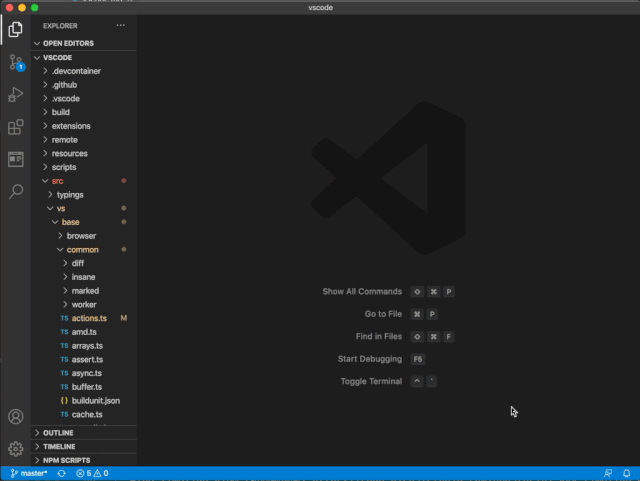 vscode
EXPLORER
OPEN EDITORS
VSCODE
.devcontainer
.github
.vscode
build
extensions
remote
resources
scripts
src
typings
vs
base
browser
common
diff
insane
marked
worker
TS actions.ts M
TS amd.ts
TS arrays.ts
TS assert.ts
TS async.ts
TS buffer.ts
{ } buildunit.json
TS cache.ts
OUTLINE
TIMELINE
NPM SCRIPTS
1
Show All Commands ⇧ ⌘ P
Go to File ⌘ P
Find in Files ⇧ ⌘ F
Start Debugging F5
Toggle Terminal ^ `
master* 5 0